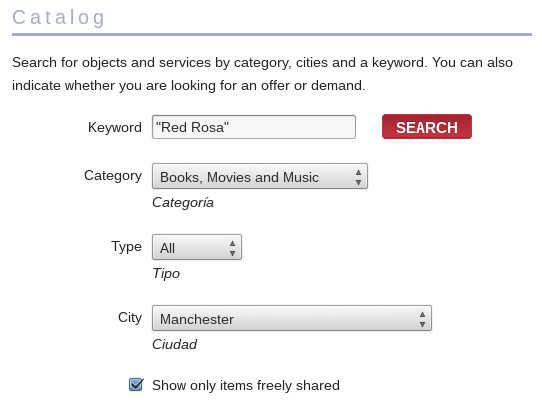 Catalog
Search for objects and services by category, cities and a keyword. You can also
indicate whether you are looking for an offer or demand.
Keyword "Red Rosa" SEARCH
Category Books, Movies and Music
Categoría
Type All
Tipo
City Manchester
Ciudad
Show only items freely shared